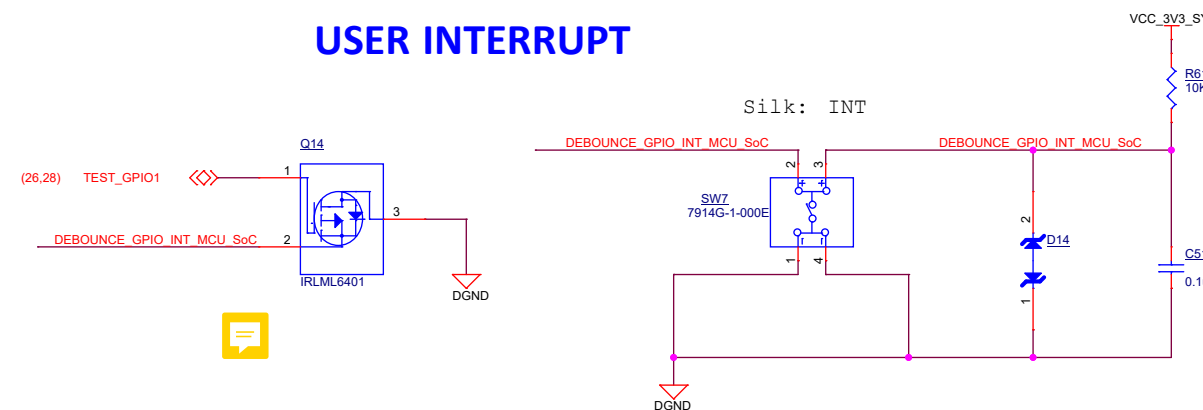 USER INTERRUPT
VCC_3V3_SY
R6
10K
Silk: INT
DEBOUNCE_GPIO_INT_MCU_SoC
DEBOUNCE_GPIO_INT_MCU_SoC
Q14
2
3
(26,28) TEST_GPIO1
1
SW7
7914G-1-000E
3
2
D14
DEBOUNCE_GPIO_INT_MCU_SoC
2
C5
1
4
IRLML6401
DGND
0.1
1
DGND